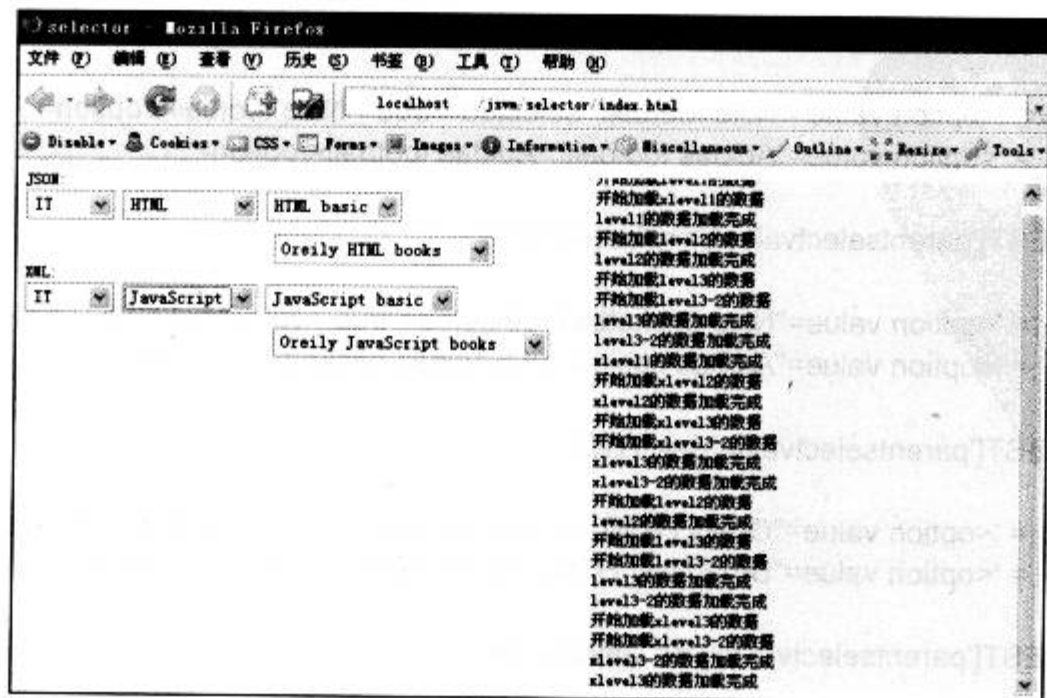 selector - Mozilla Firefox
文件 (F) 编辑 (E) 查看 (V) 历史 (S) 书签 (B) 工具 (T) 帮助 (H)
localhost /jswm/selector/index.html
Disable Cookies CSS Forms Images Information Miscellaneous Outline Resize Tools
JSON:
IT HTML HTML basic
Oreily HTML books
XML:
IT JavaScript JavaScript basic
Oreily JavaScript books
开始加载level1的数据
开始加载xlevel1的数据
level1的数据加载完成
开始加载level2的数据
level2的数据加载完成
开始加载level3的数据
开始加载level3-2的数据
level3的数据加载完成
level3-2的数据加载完成
xlevel1的数据加载完成
开始加载xlevel2的数据
xlevel2的数据加载完成
开始加载xlevel3的数据
开始加载xlevel3-2的数据
xlevel3的数据加载完成
xlevel3-2的数据加载完成
开始加载level2的数据
level2的数据加载完成
开始加载level3的数据
开始加载level3-2的数据
level3的数据加载完成
level3-2的数据加载完成
开始加载xlevel3的数据
开始加载xlevel3-2的数据
xlevel3-2的数据加载完成
xlevel3的数据加载完成